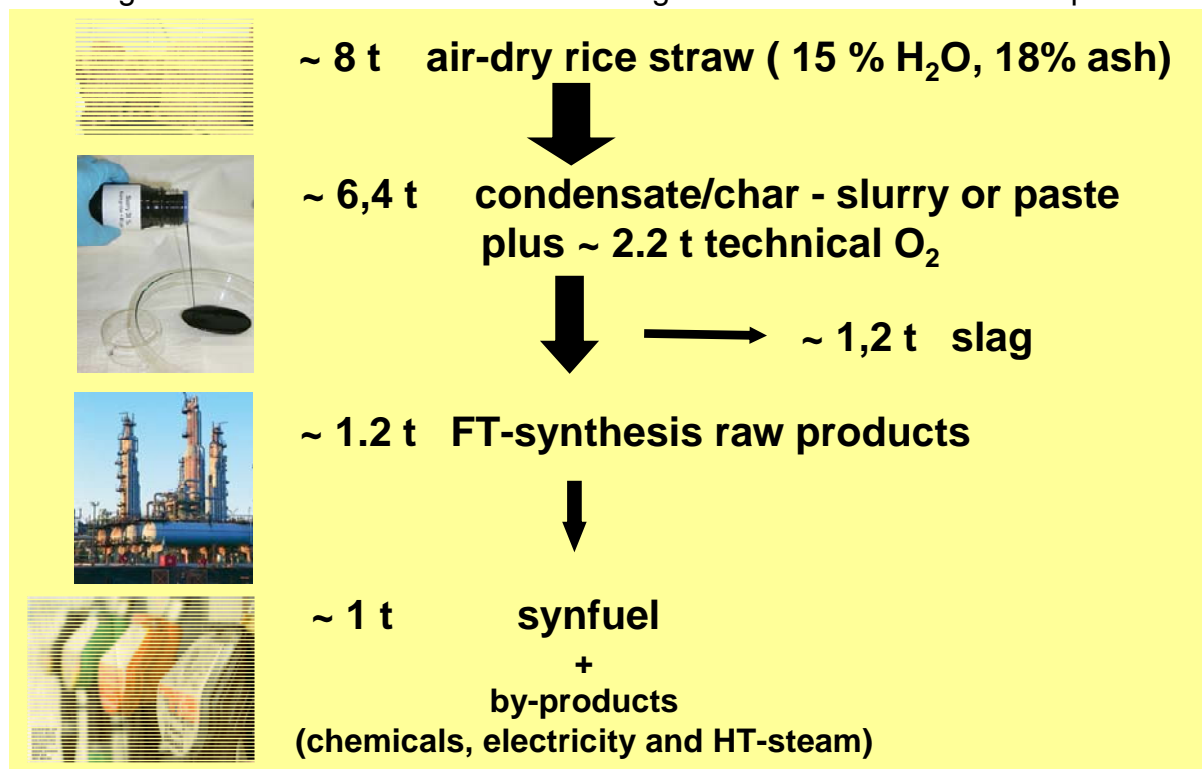 ~ 8 t air-dry rice straw ( 15 % H₂O, 18% ash)
~ 6,4 t condensate/char - slurry or paste
plus ~ 2.2 t technical O₂
~ 1,2 t slag
~ 1.2 t FT-synthesis raw products
~ 1 t synfuel
+
by-products
(chemicals, electricity and HT-steam)